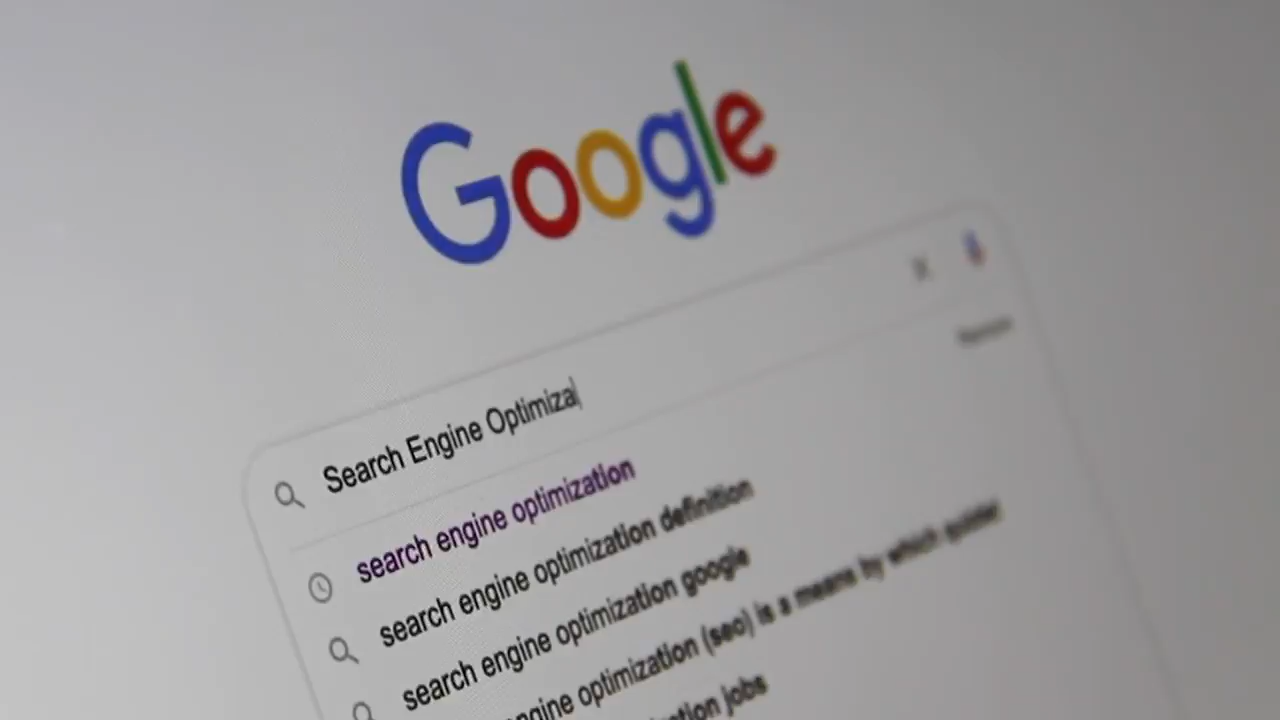 Google
Search Engine Optimiza
Remove
search engine optimization
search engine optimization definition
search engine optimization google
engine optimization (seo) is a means by which
jobs